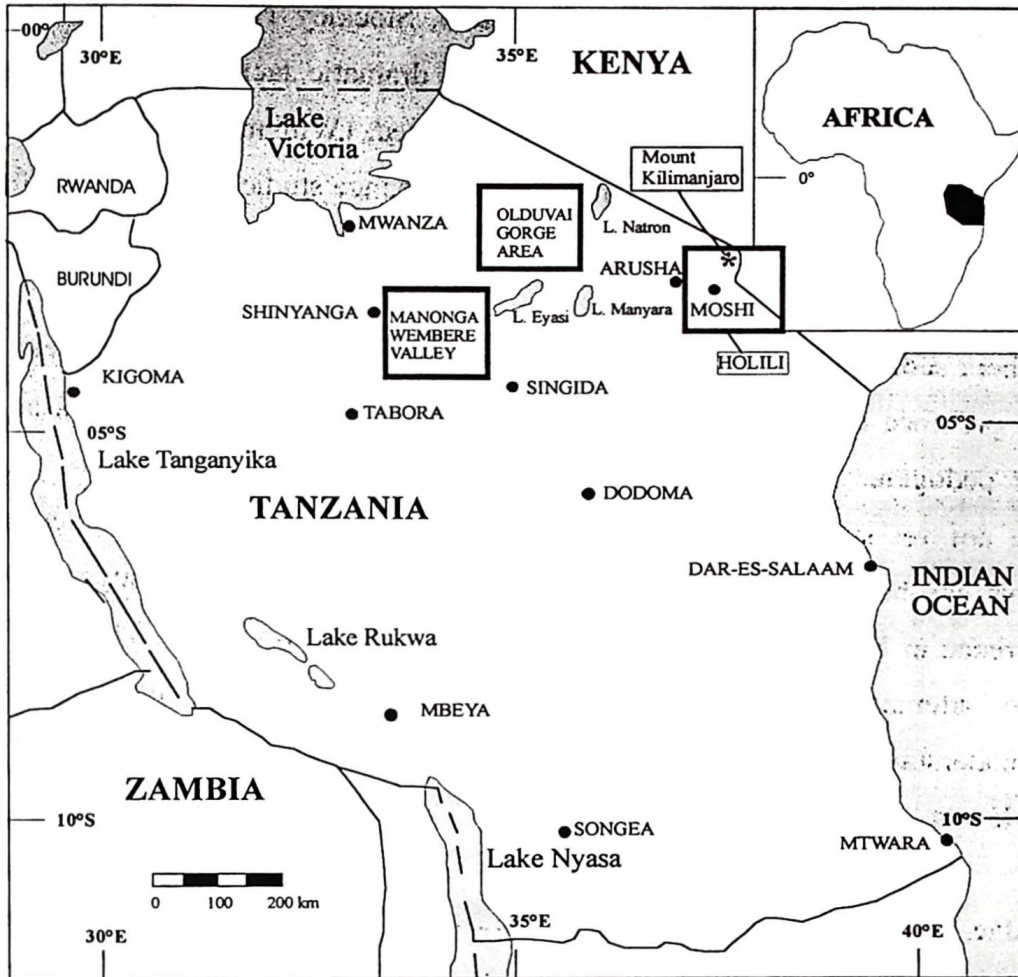 00°
30°E
35°E
KENYA
AFRICA
0°
Lake
Victoria
Mount
Kilimanjaro
RWANDA
MWANZA
OLDUVAI
GORGE
AREA
L. Natron
BURUNDI
ARUSHA
MOSHI
SHINYANGA
MANONGA
WEMBERE
VALLEY
L. Eyasi
L. Manyara
HOLILI
KIGOMA
SINGIDA
TABORA
05°S
05°S
Lake Tanganyika
TANZANIA
DODOMA
DAR-ES-SALAAM
INDIAN
OCEAN
Lake Rukwa
MBEYA
ZAMBIA
10°S
10°S
SONGEA
MTWARA
Lake Nyasa
0 100 200 km
30°E
35°E
40°E